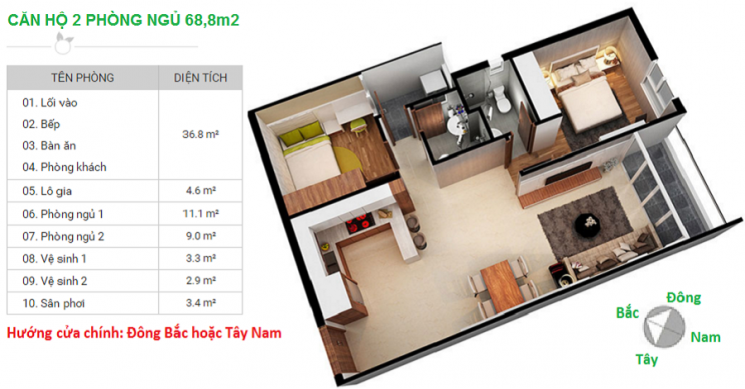 CĂN HỘ 2 PHÒNG NGỦ 68,8m2
TÊN PHÒNG DIỆN TÍCH
01. Lối vào
02. Bếp
03. Bàn ăn
04. Phòng khách
36.8 m²
05. Lô gia 4.6 m²
06. Phòng ngủ 1 11.1 m²
07. Phòng ngủ 2 9.0 m²
08. Vệ sinh 1 3.3 m²
09. Vệ sinh 2 2.9 m²
10. Sân phơi 3.4 m²
Hướng cửa chính: Đông Bắc hoặc Tây Nam
Đông
Bắc
Nam
Tây